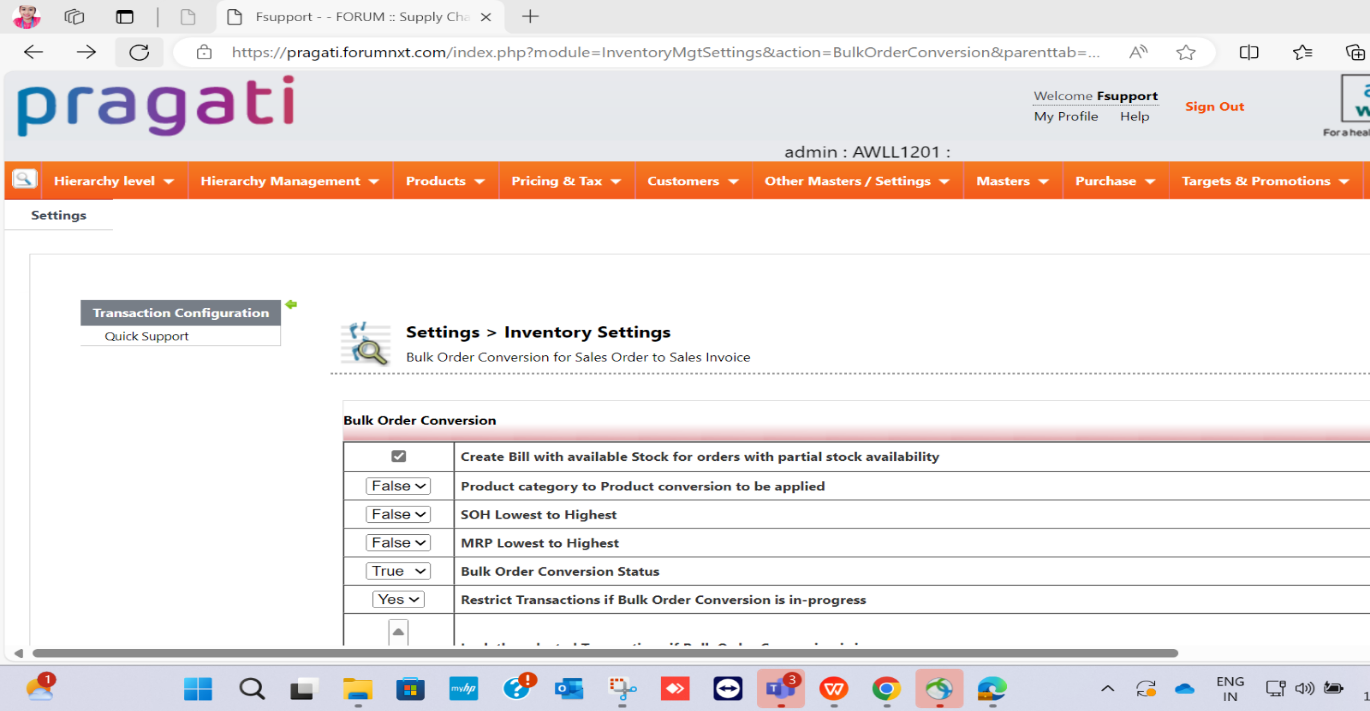 Fsupport - - FORUM :: Supply Cha
https://pragati.forumnxt.com/index.php?module=InventoryMgtSettings&action=BulkOrderConversion&parenttab=...
pragati
Welcome Fsupport
My Profile Help
Sign Out
For a heal
admin : AWLL1201 :
Hierarchy level Hierarchy Management Products Pricing & Tax Customers Other Masters / Settings Masters Purchase Targets & Promotions
Settings
Transaction Configuration
Quick Support
Settings > Inventory Settings
Bulk Order Conversion for Sales Order to Sales Invoice
Bulk Order Conversion
Create Bill with available Stock for orders with partial stock availability
False Product category to Product conversion to be applied
False SOH Lowest to Highest
False MRP Lowest to Highest
True Bulk Order Conversion Status
Yes Restrict Transactions if Bulk Order Conversion is in-progress
1
myhp
3
ENG
IN